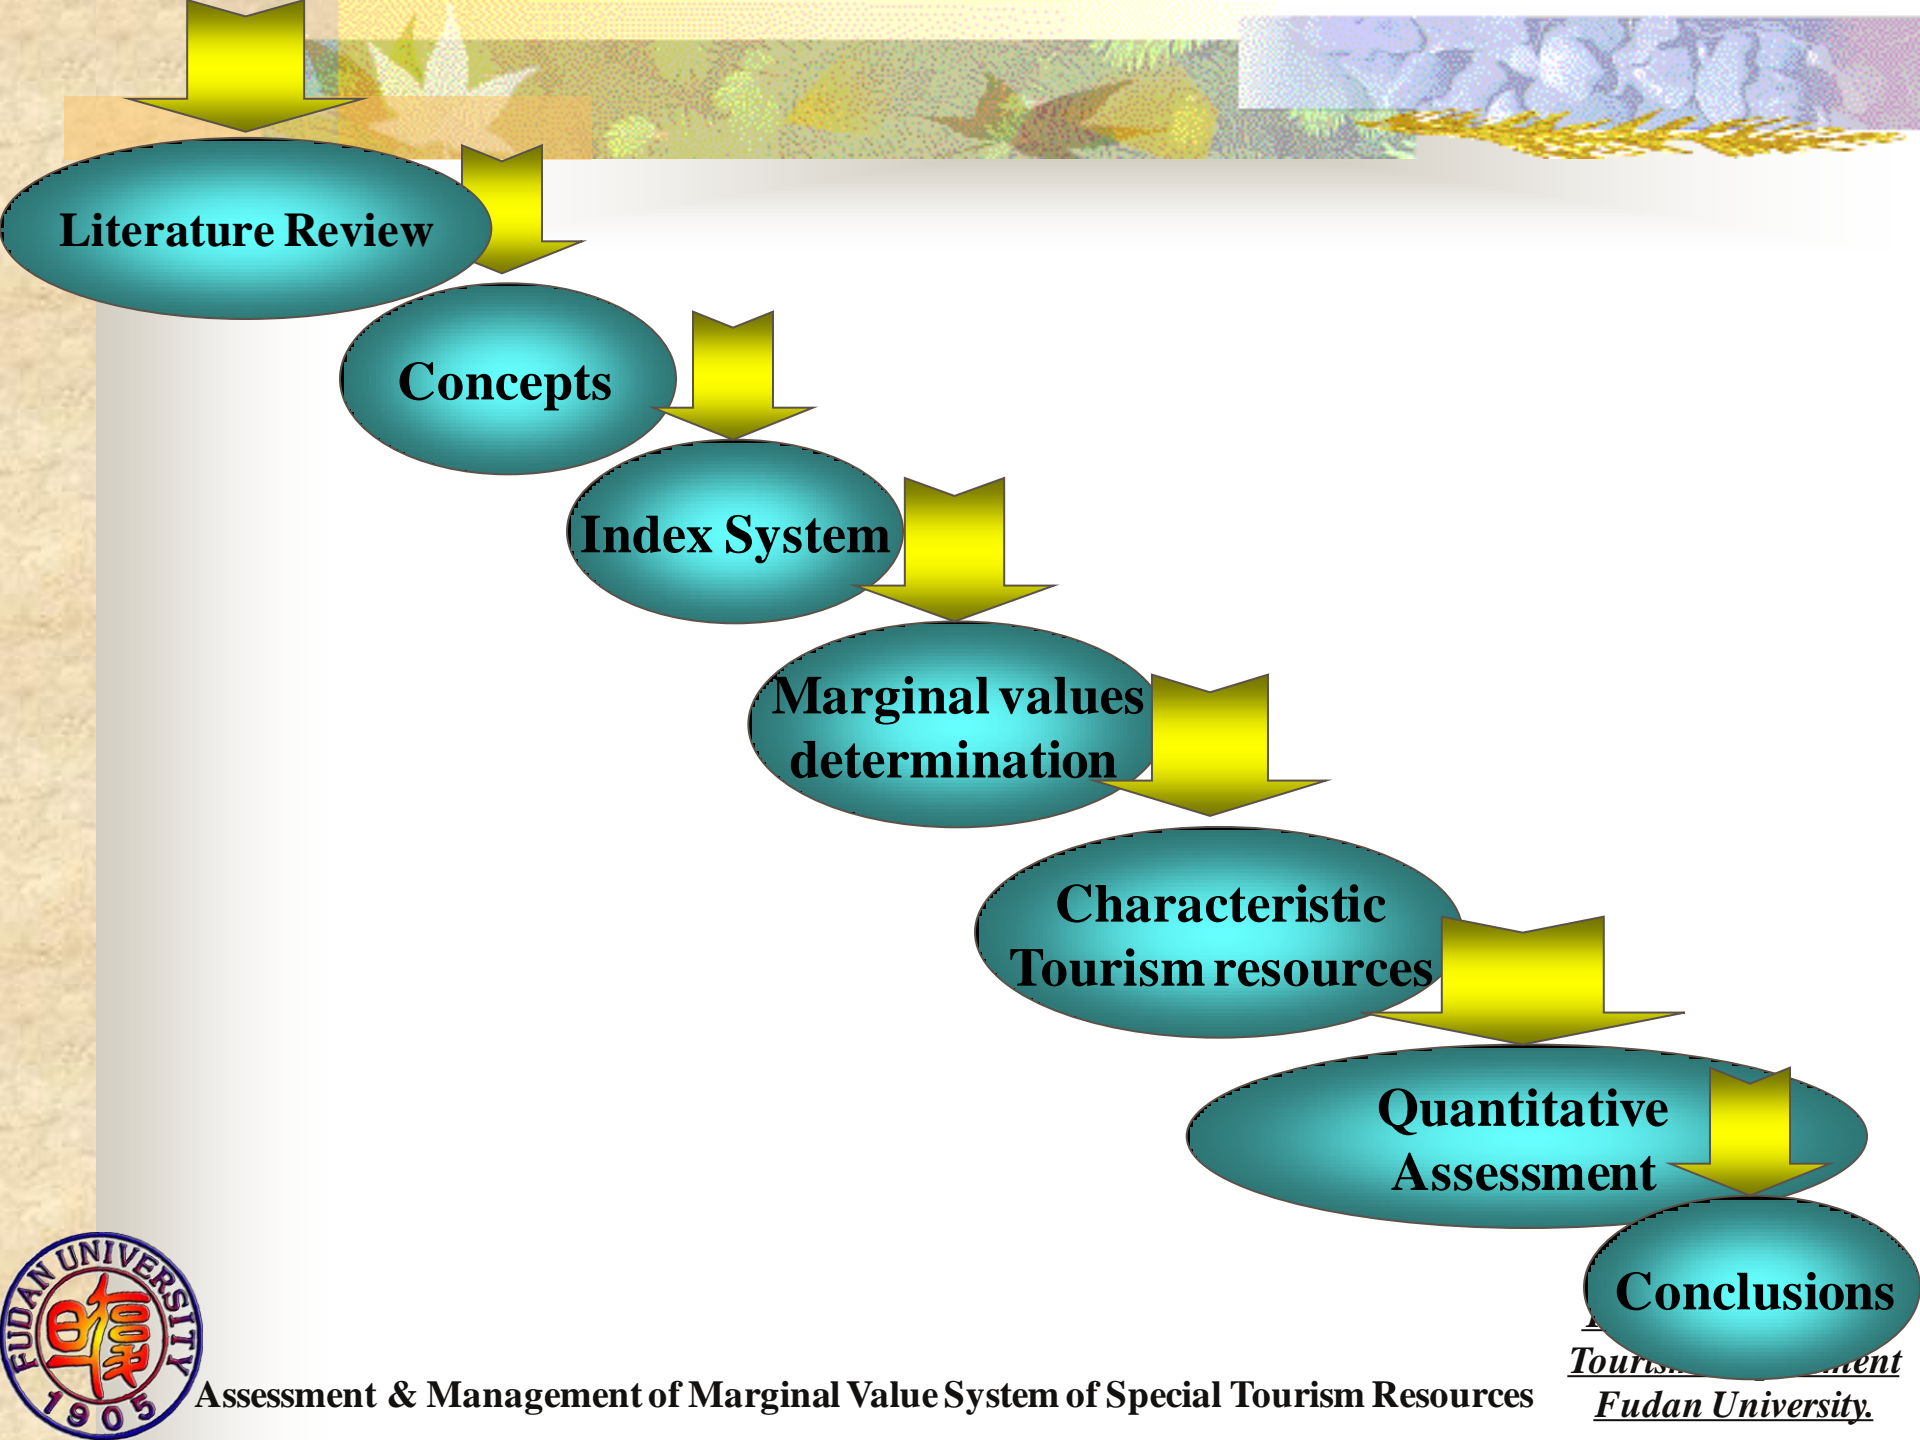 Literature Review
Concepts
Index System
Marginal values
determination
Characteristic
Tourism resources
Quantitative
Assessment
Conclusions
FUDAN UNIVERSITY
1905
Assessment & Management of Marginal Value System of Special Tourism Resources
Fudan University.